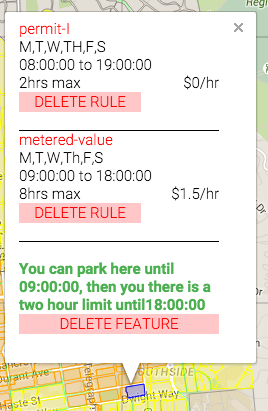 Regi
×
permit-I
M,T,W,TH,F,S
08:00:00 to 19:00:00
2hrs max $0/hr
DELETE RULE
metered-value
M,T,W,Th,F,S
09:00:00 to 18:00:00
8hrs max $1.5/hr
DELETE RULE
You can park here until
09:00:00, then you there is a
two hour limit until18:00:00
DELETE FEATURE
Durant Ave
SOUTHSIDE
Haste St
Dwight Way